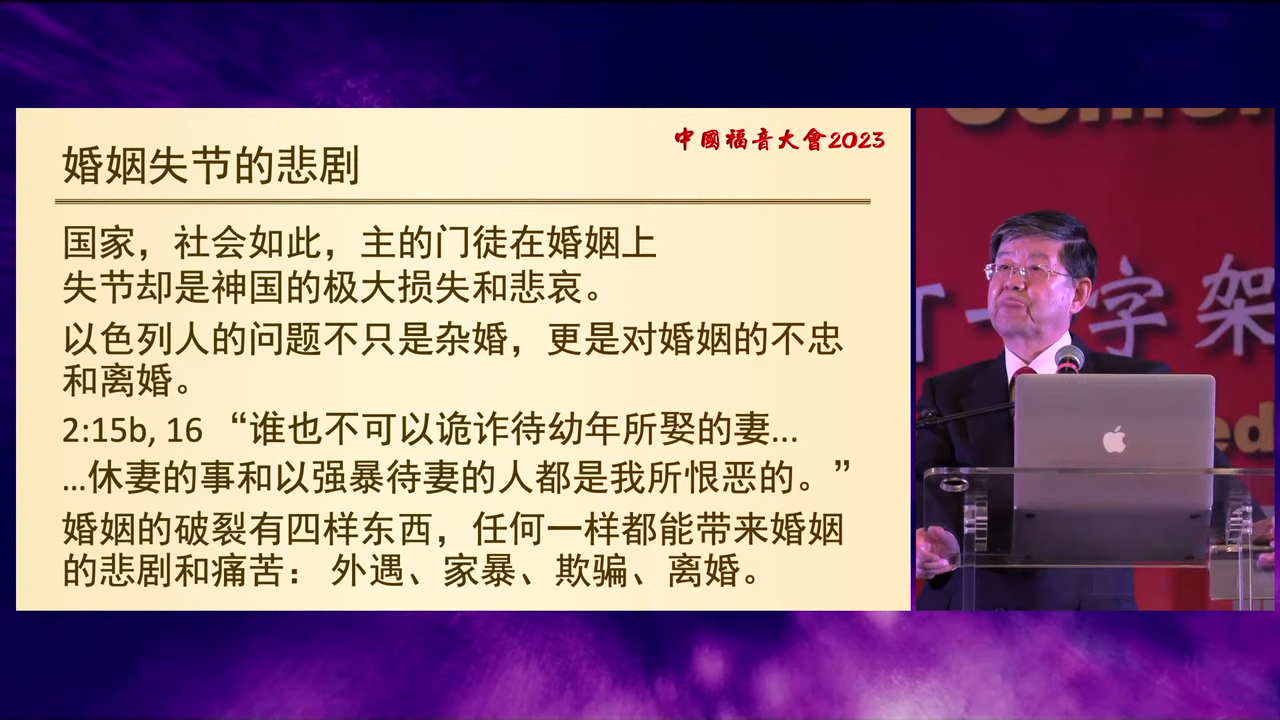 中國福音大會2023
婚姻失节的悲剧
国家，社会如此，主的门徒在婚姻上
失节却是神国的极大损失和悲哀。
以色列人的问题不只是杂婚，更是对婚姻的不忠
和离婚。
2:15b, 16 “谁也不可以诡诈待幼年所娶的妻...
...休妻的事和以强暴待妻的人都是我所恨恶的。”
婚姻的破裂有四样东西，任何一样都能带来婚姻
的悲剧和痛苦： 外遇、家暴、欺骗、离婚。
字架
ed